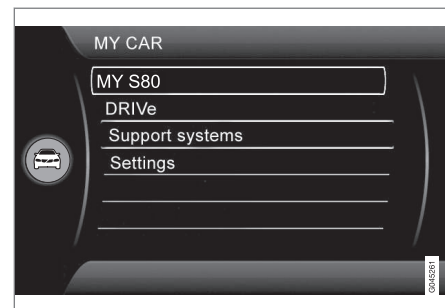 MY CAR
MY S80
DRIVe
Support systems
Settings
G045261